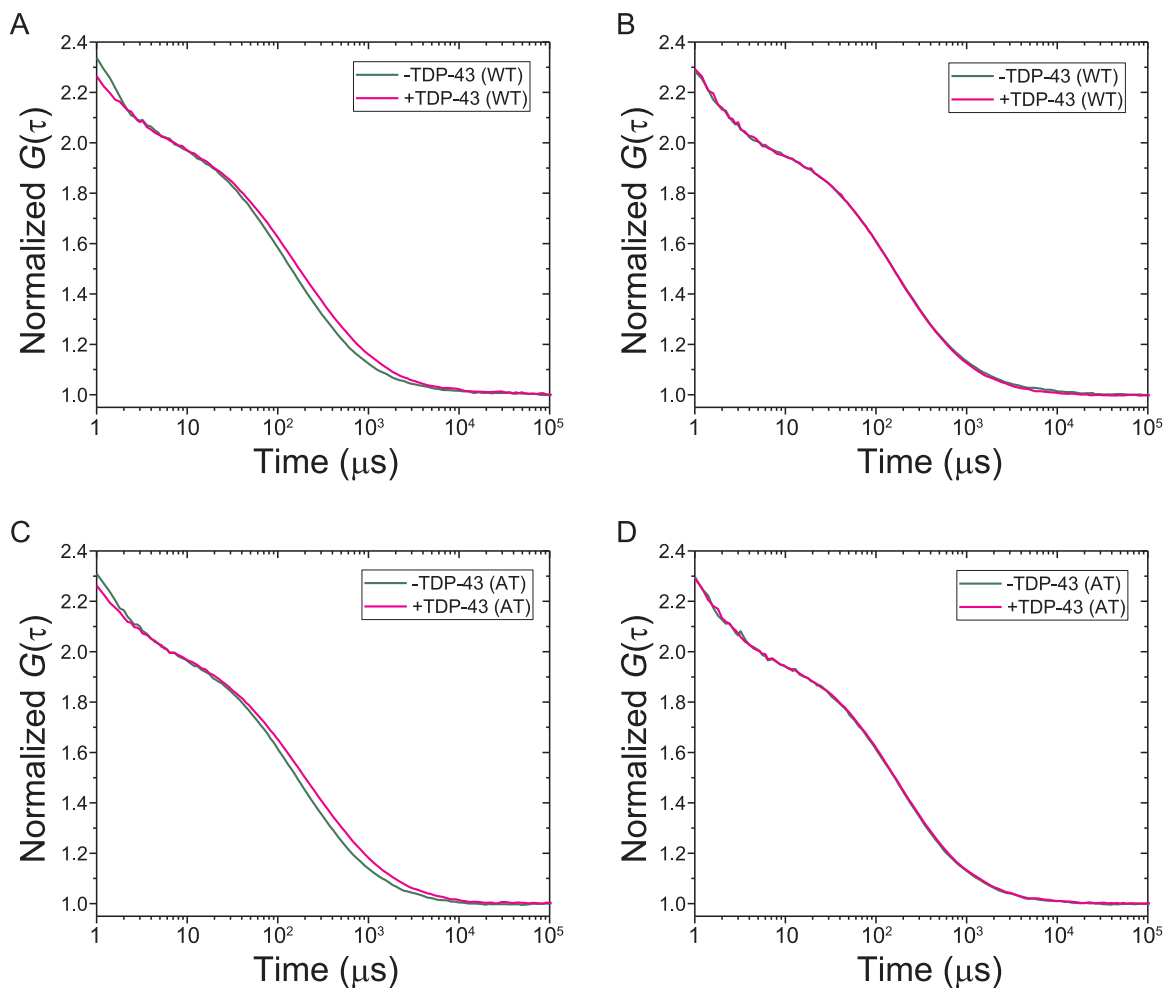 A
Normalized G(τ)
2.4
2.2
2.0
1.8
1.6
1.4
1.2
1.0
-TDP-43 (WT)
+TDP-43 (WT)
1 10 10² 10³ 10⁴ 10⁵
Time (μs)
B
Normalized G(τ)
2.4
2.2
2.0
1.8
1.6
1.4
1.2
1.0
-TDP-43 (WT)
+TDP-43 (WT)
1 10 10² 10³ 10⁴ 10⁵
Time (μs)
C
Normalized G(τ)
2.4
2.2
2.0
1.8
1.6
1.4
1.2
1.0
-TDP-43 (AT)
+TDP-43 (AT)
1 10 10² 10³ 10⁴ 10⁵
Time (μs)
D
Normalized G(τ)
2.4
2.2
2.0
1.8
1.6
1.4
1.2
1.0
-TDP-43 (AT)
+TDP-43 (AT)
1 10 10² 10³ 10⁴ 10⁵
Time (μs)